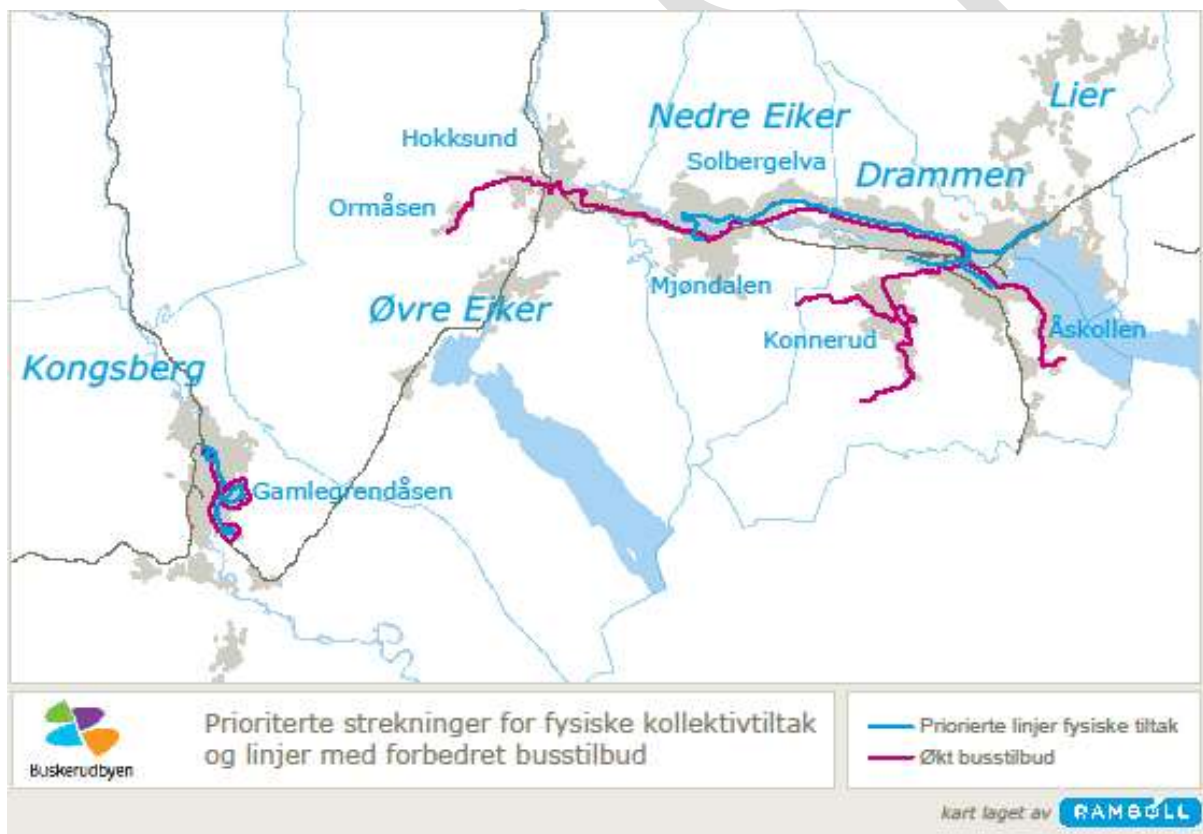 Lier
Nedre Eiker
Hokksund
Solbergelva
Drammen
Ormåsen
Mjøndalen
Øvre Eiker
Konnerud
Åskollen
Kongsberg
Gamlegrendåsen
Prioriterte strekninger for fysiske kollektivtiltak
og linjer med forbedret busstilbud
Buskerudbyen
Priorierte linjer fysiske tiltak
Økt busstilbud
kart laget av RAMBØLL